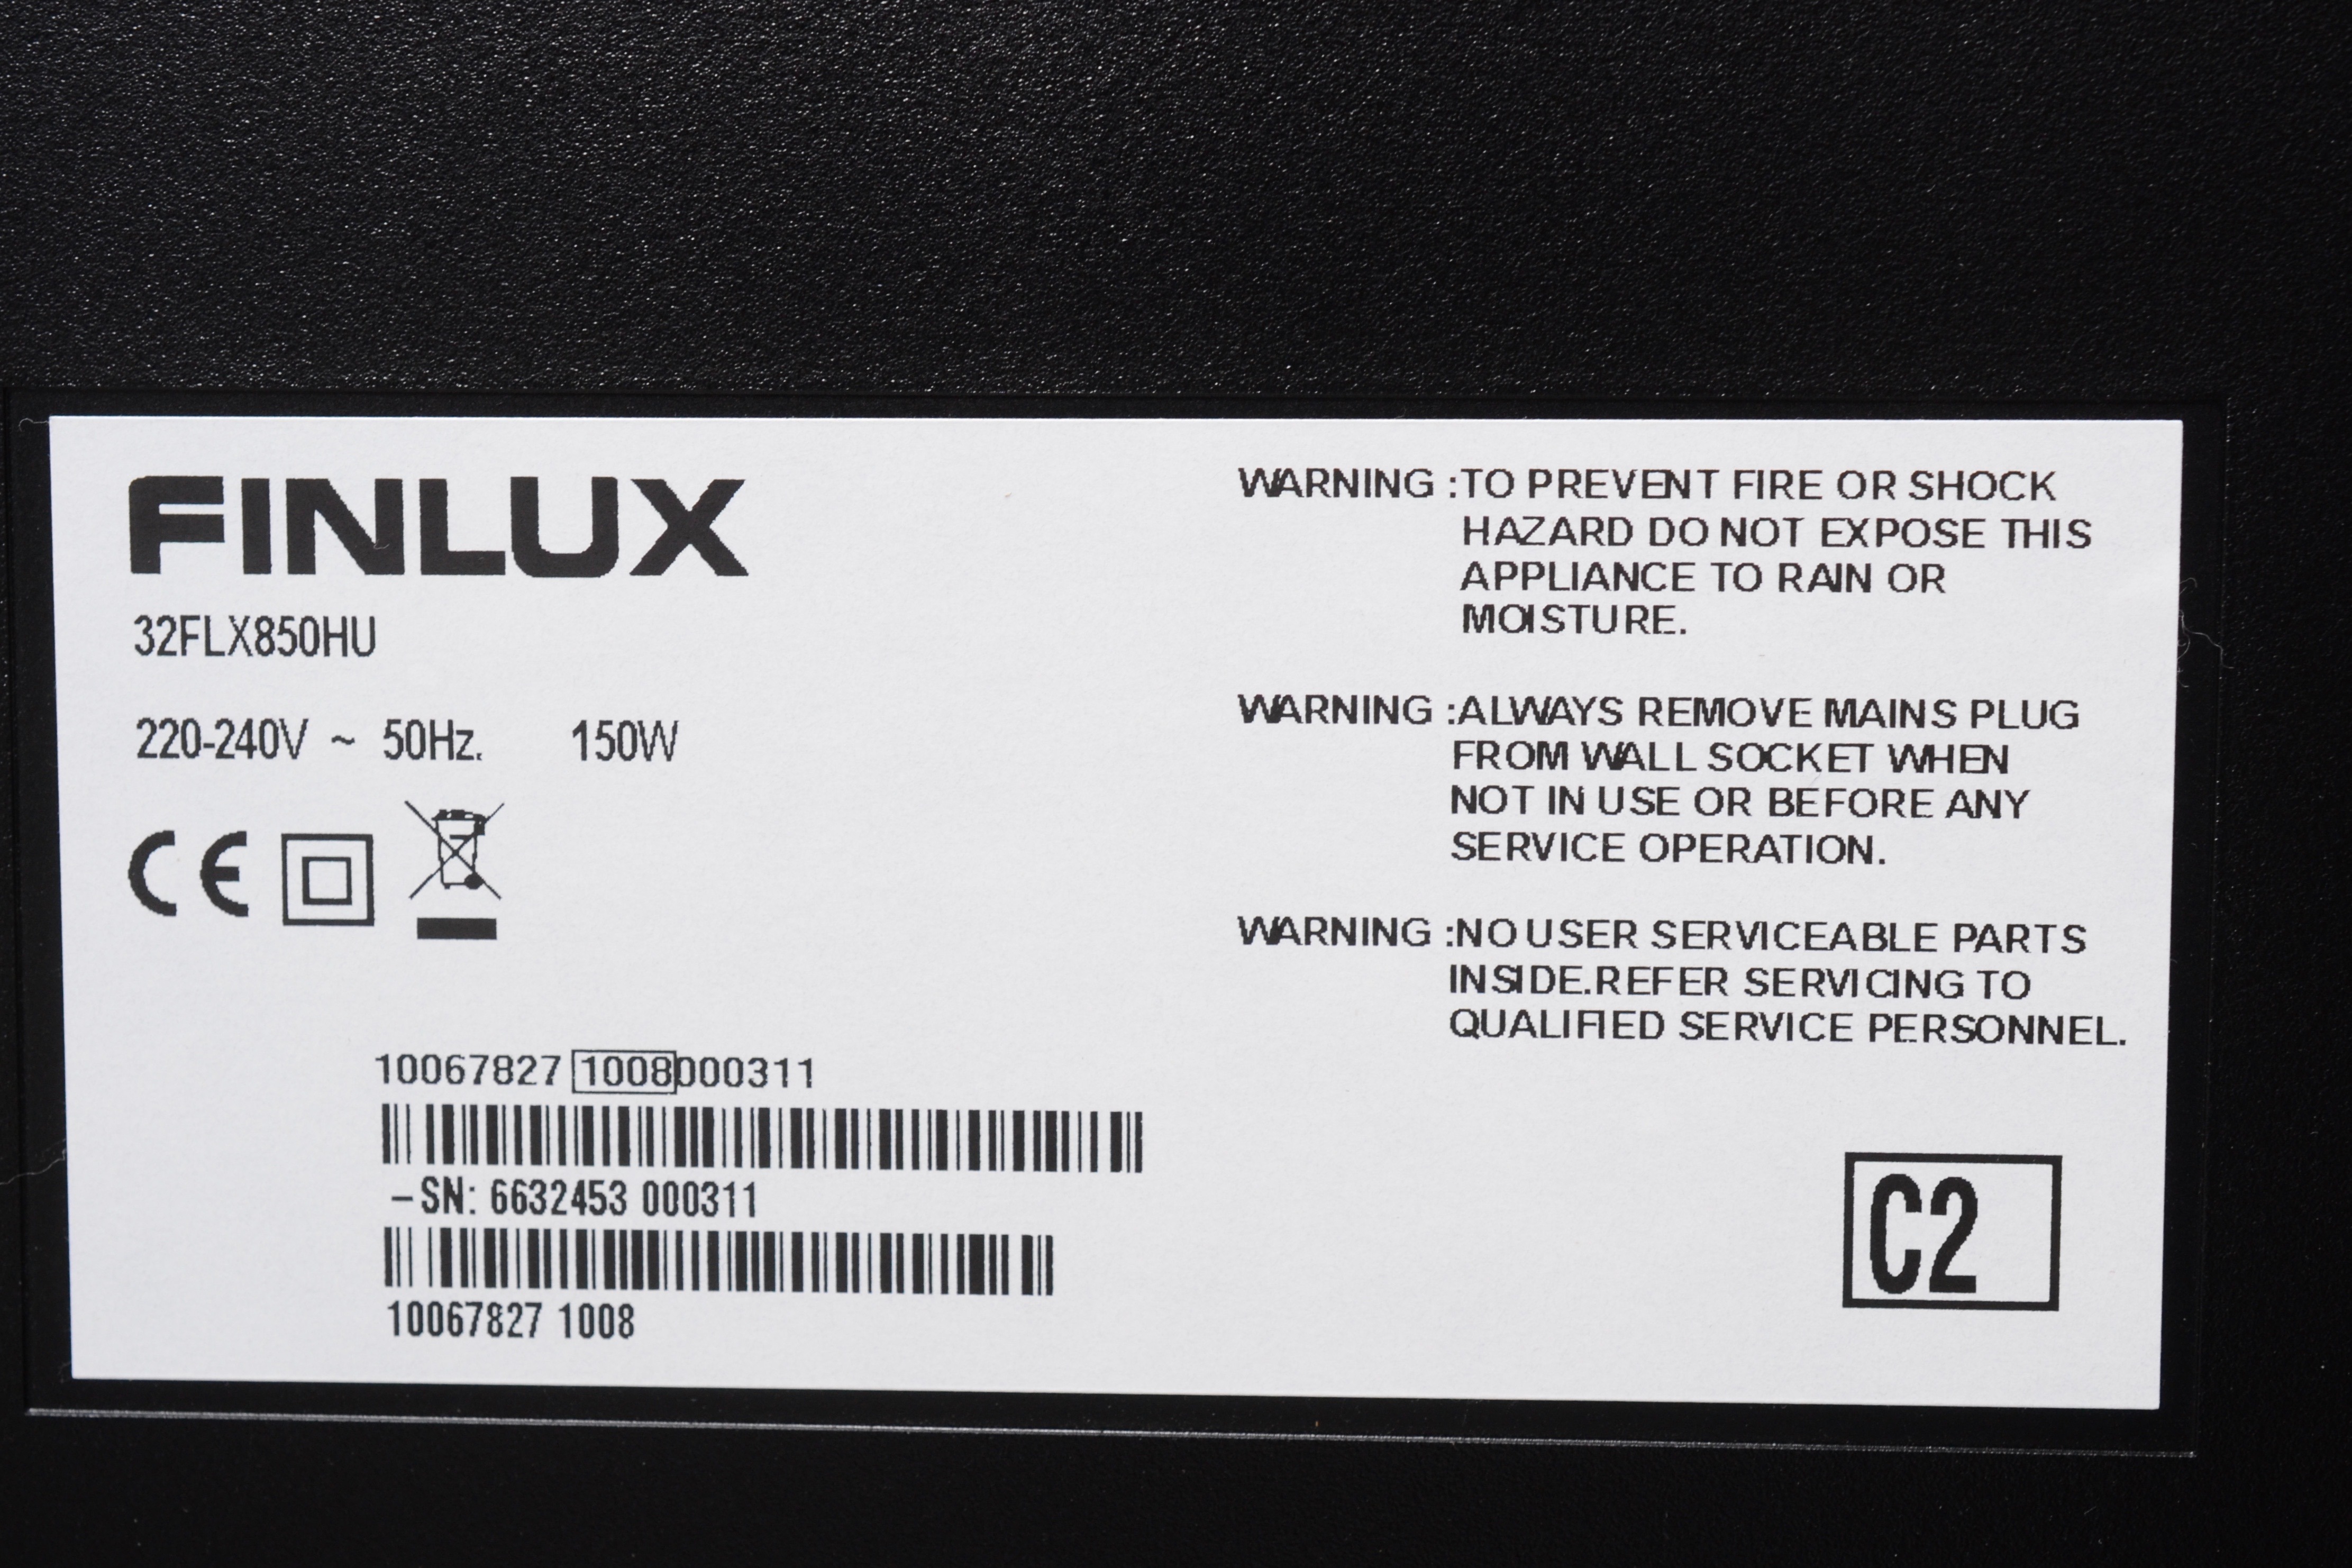 FINLUX
32FLX850HU
220-240V ~ 50Hz. 150W
CE
10067827 1008000311
–SN: 6632453 000311
10067827 1008
WARNING :TO PREVENT FIRE OR SHOCK
HAZARD DO NOT EXPOSE THIS
APPLIANCE TO RAIN OR
MOISTURE.
WARNING :ALWAYS REMOVE MAINS PLUG
FROM WALL SOCKET WHEN
NOT IN USE OR BEFORE ANY
SERVICE OPERATION.
WARNING :NO USER SERVICEABLE PARTS
INSIDE.REFER SERVICING TO
QUALIFIED SERVICE PERSONNEL.
C2